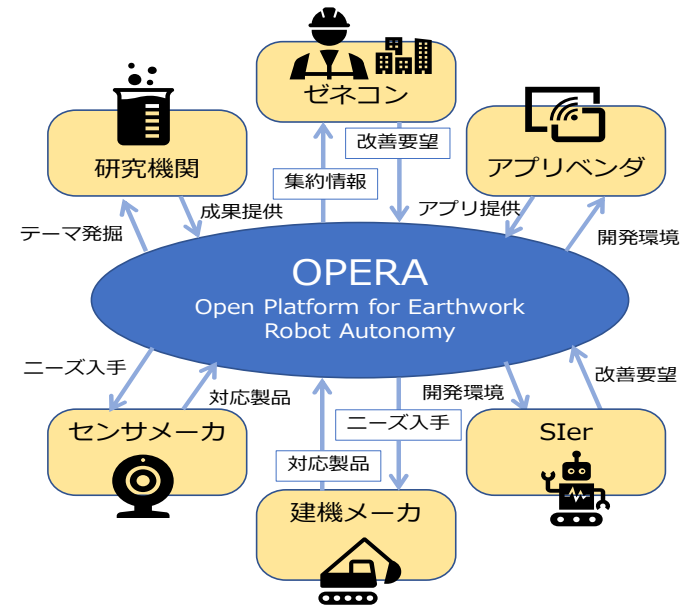 ゼネコン
研究機関
アプリベンダ
改善要望
集約情報
成果提供
アプリ提供
テーマ発掘
開発環境
OPERA
Open Platform for Earthwork
Robot Autonomy
ニーズ入手
対応製品
開発環境
改善要望
センサメーカ
ニーズ入手
SIer
対応製品
建機メーカ